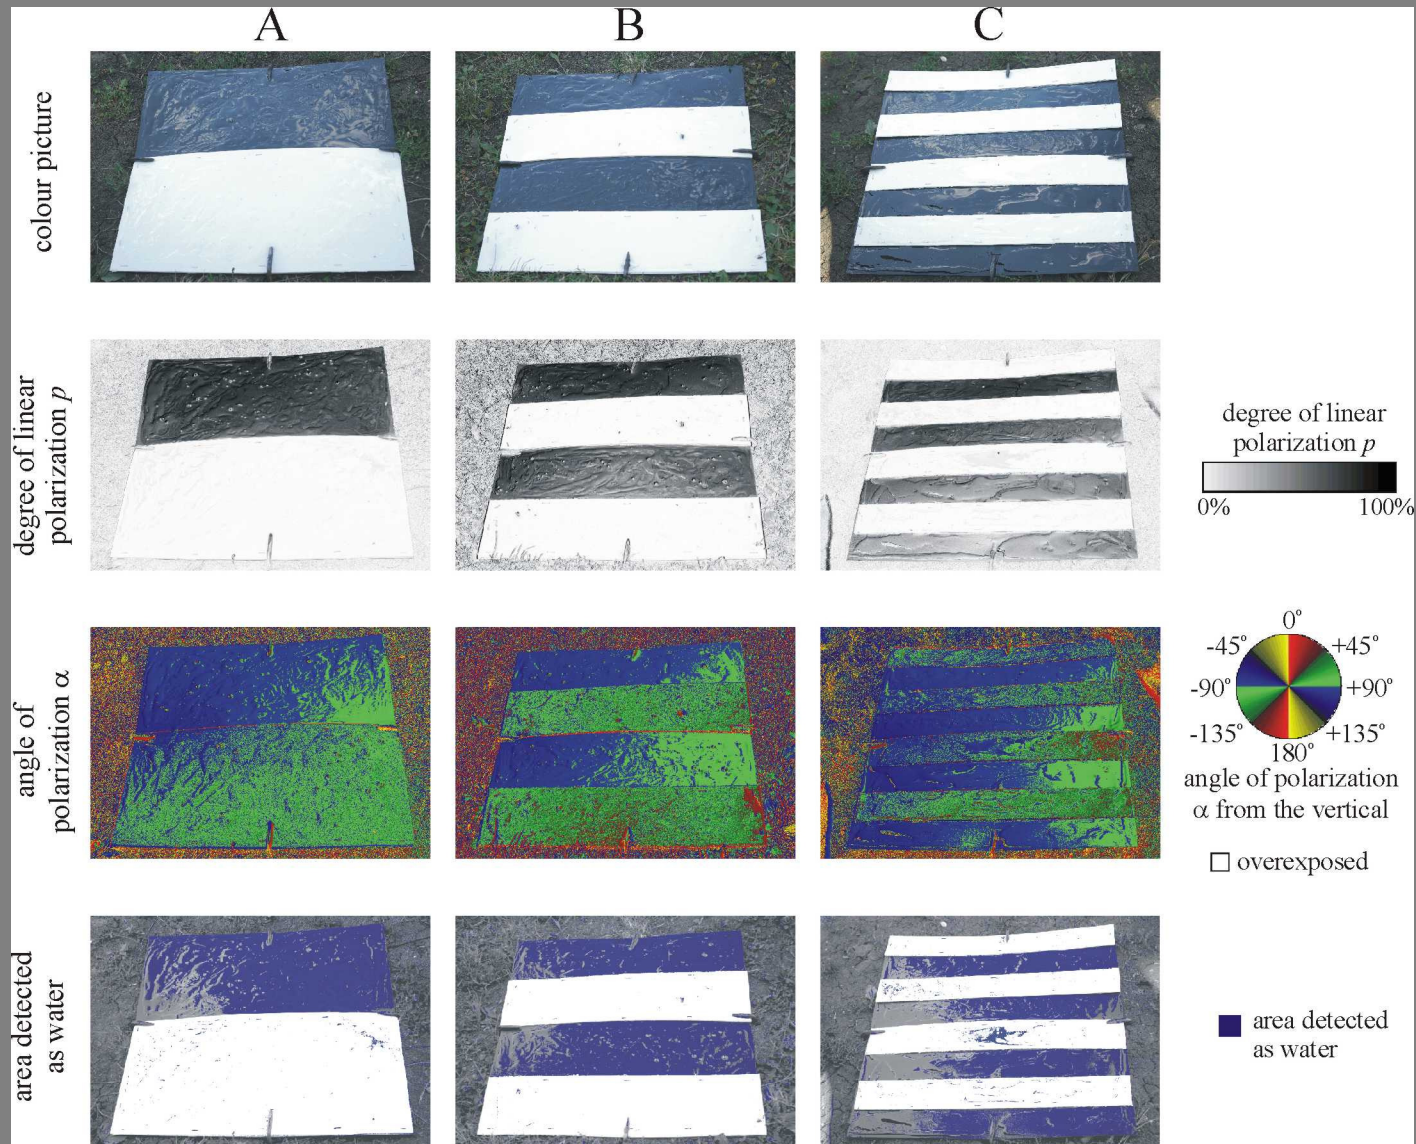 A
B
C
colour picture
degree of linear
polarization p
degree of linear
polarization p
0%
100%
angle of
polarization α
0°
-45°
+45°
-90°
+90°
-135°
+135°
180°
angle of polarization
α from the vertical
overexposed
area detected
as water
area detected
as water